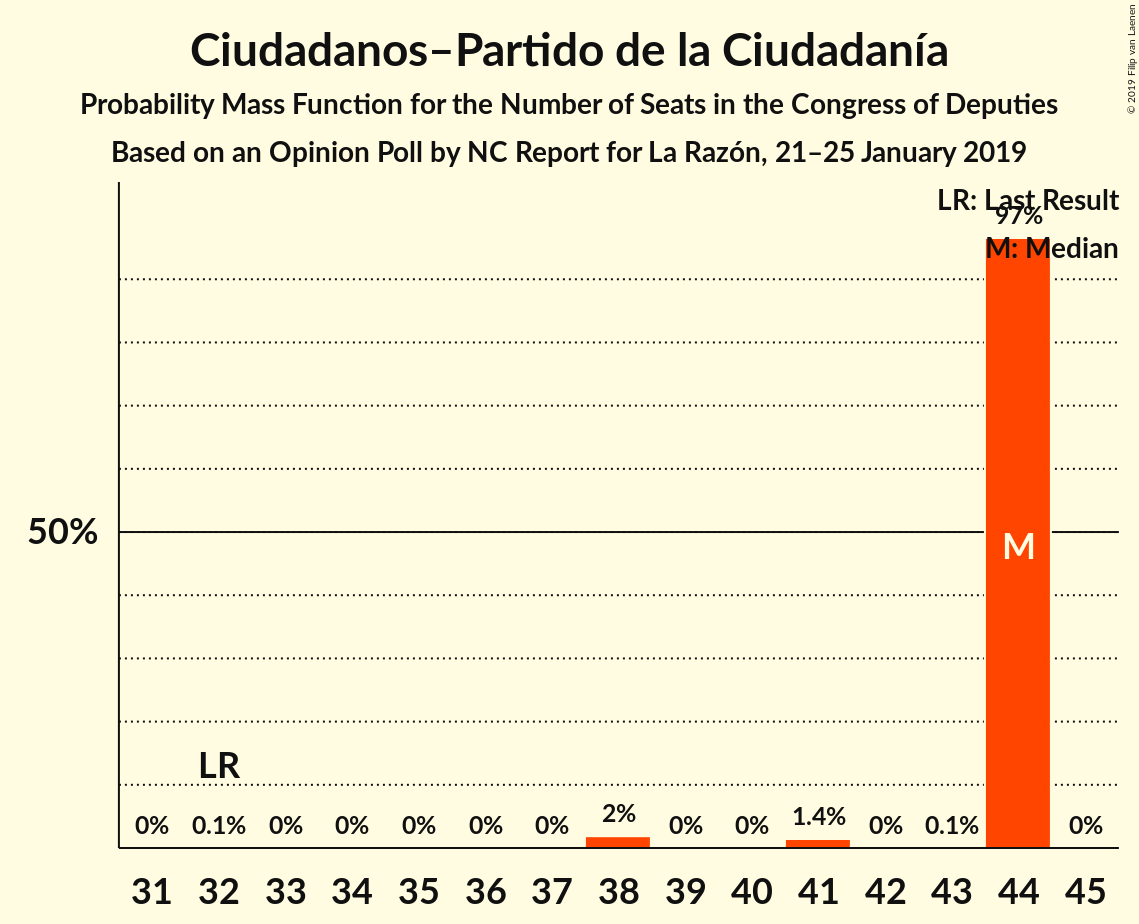 Ciudadanos–Partido de la Ciudadanía
Probability Mass Function for the Number of Seats in the Congress of Deputies
Based on an Opinion Poll by NC Report for La Razón, 21–25 January 2019
© 2019 Filip van Laenen
LR: Last Result
97%
M: Median
50%
M
LR
0% 0.1% 0% 0% 0% 0% 0% 2% 0% 0% 1.4% 0% 0.1% 0%
31 32 33 34 35 36 37 38 39 40 41 42 43 44 45